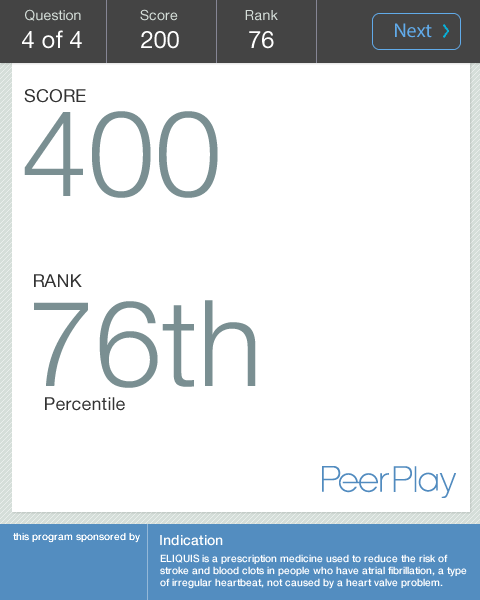 Question
4 of 4
Score
200
Rank
76
Next
SCORE
400
RANK
76th
Percentile
PeerPlay
this program sponsored by
Indication
ELIQUIS is a prescription medicine used to reduce the risk of
stroke and blood clots in people who have atrial fibrillation, a type
of irregular heartbeat, not caused by a heart valve problem.